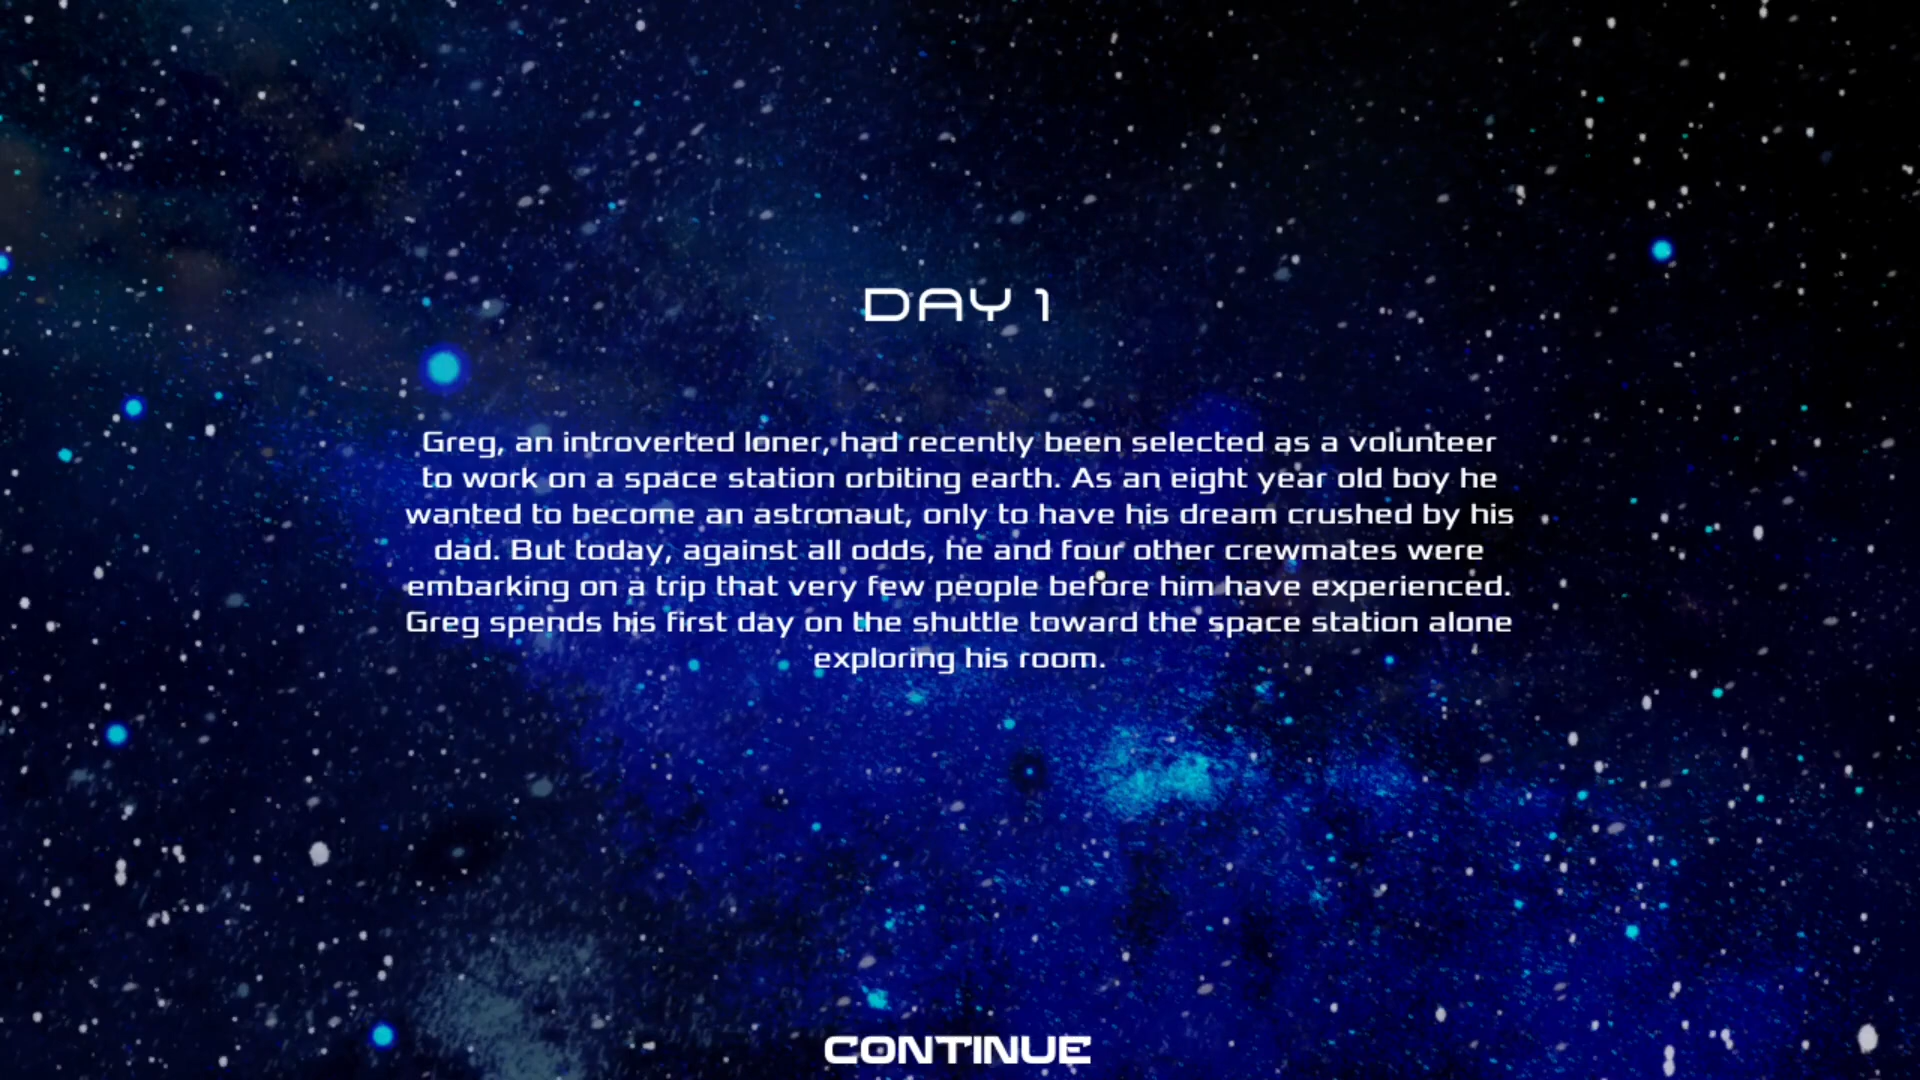 DAY 1
Greg, an introverted loner, had recently been selected as a volunteer
to work on a space station orbiting earth. As an eight year old boy he
wanted to become an astronaut, only to have his dream crushed by his
dad. But today, against all odds, he and four other crewmates were
embarking on a trip that very few people before him have experienced.
Greg spends his first day on the shuttle toward the space station alone
exploring his room.
CONTINUE